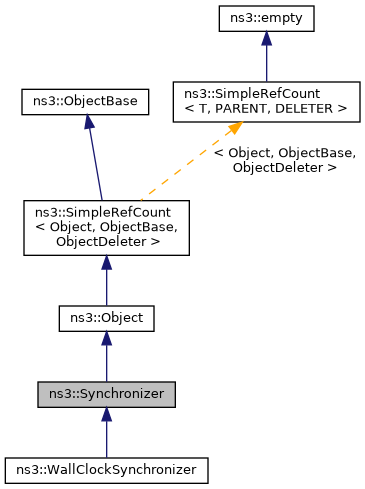 ns3::empty
ns3::ObjectBase
ns3::SimpleRefCount
< T, PARENT, DELETER >
< Object, ObjectBase,
ObjectDeleter >
ns3::SimpleRefCount
< Object, ObjectBase,
ObjectDeleter >
ns3::Object
ns3::Synchronizer
ns3::WallClockSynchronizer